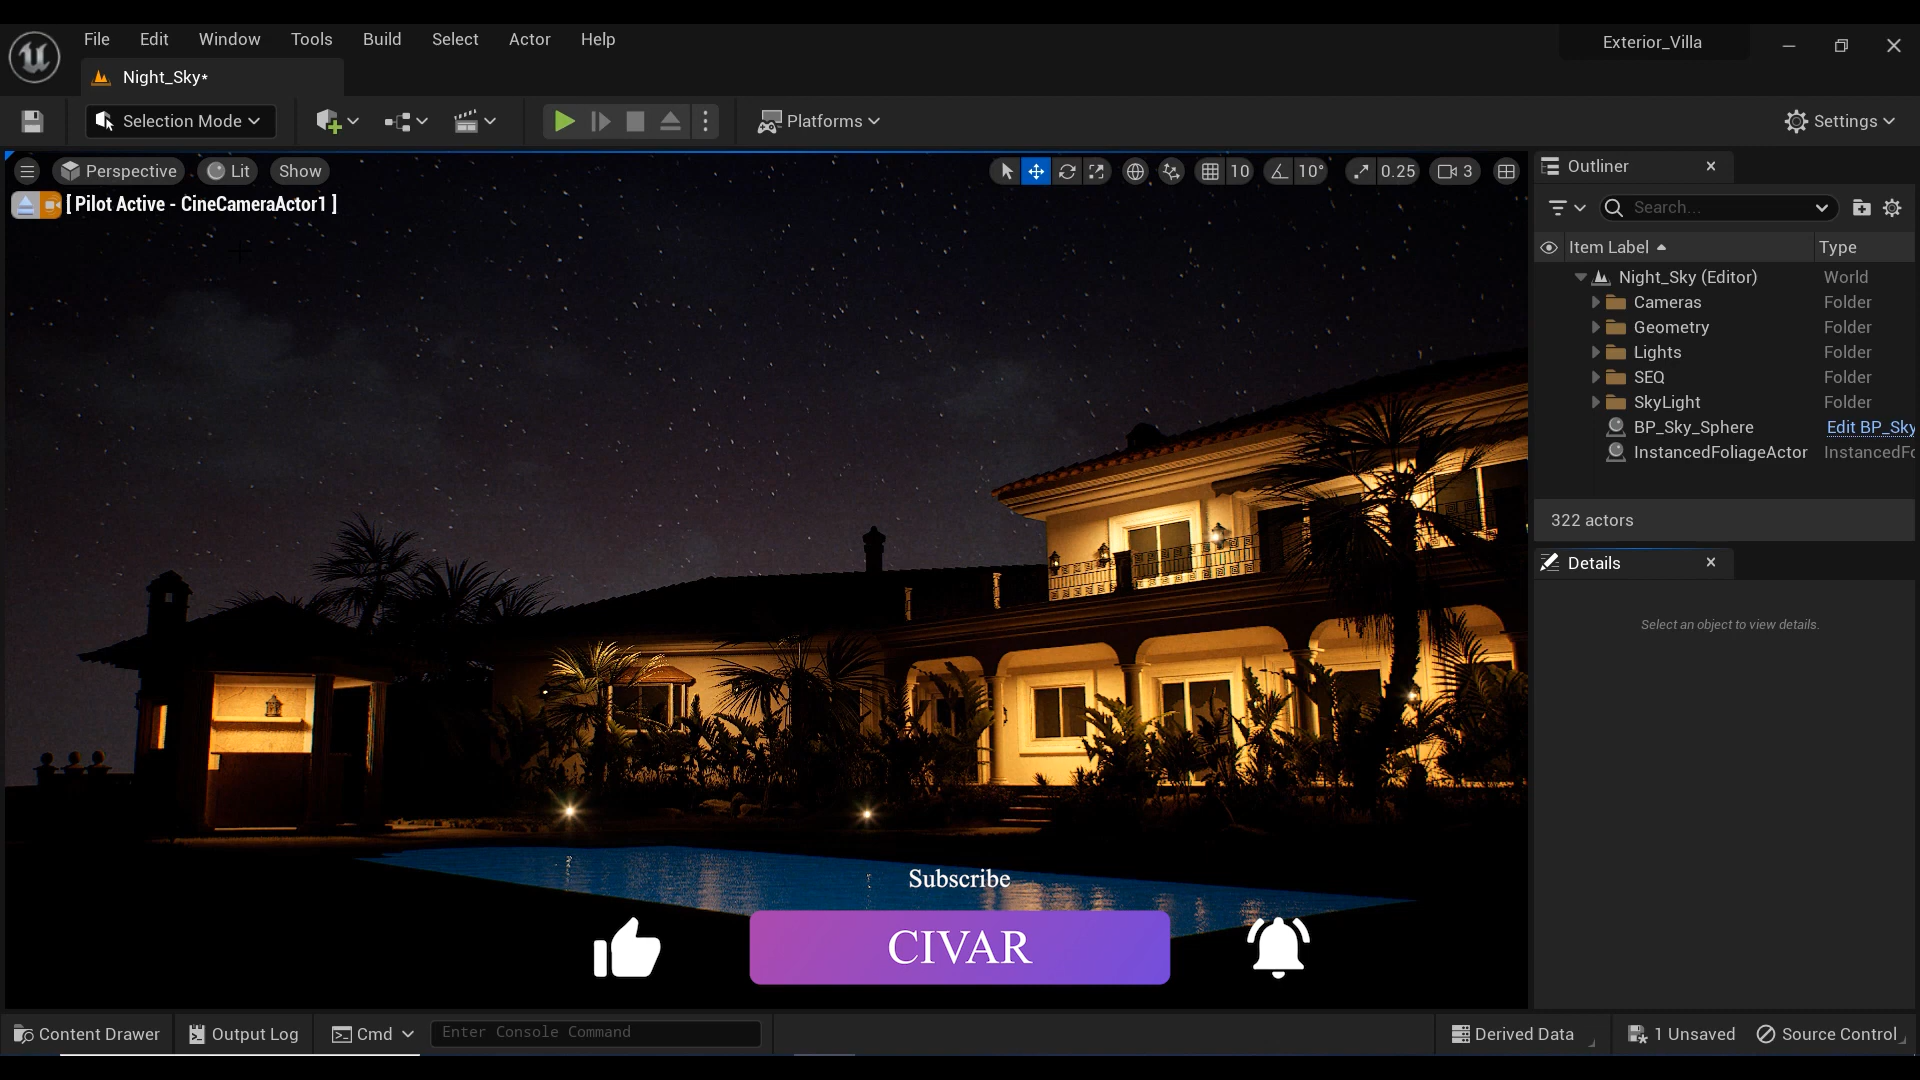 File Edit Window Tools Build Select Actor Help
Exterior_Villa
Night_Sky*
Selection Mode
Platforms
Settings
Perspective Lit Show
10 10° 0.25 3
[ Pilot Active - CineCameraActor1 ]
Outliner
Search...
Item Label Type
Night_Sky (Editor) World
Cameras Folder
Geometry Folder
Lights Folder
SEQ Folder
SkyLight Folder
BP_Sky_Sphere Edit BP_Sky
InstancedFoliageActor InstancedFo
322 actors
Details
Select an object to view details.
Subscribe
CIVAR
Content Drawer Output Log Cmd Enter Console Command Derived Data 1 Unsaved Source Control